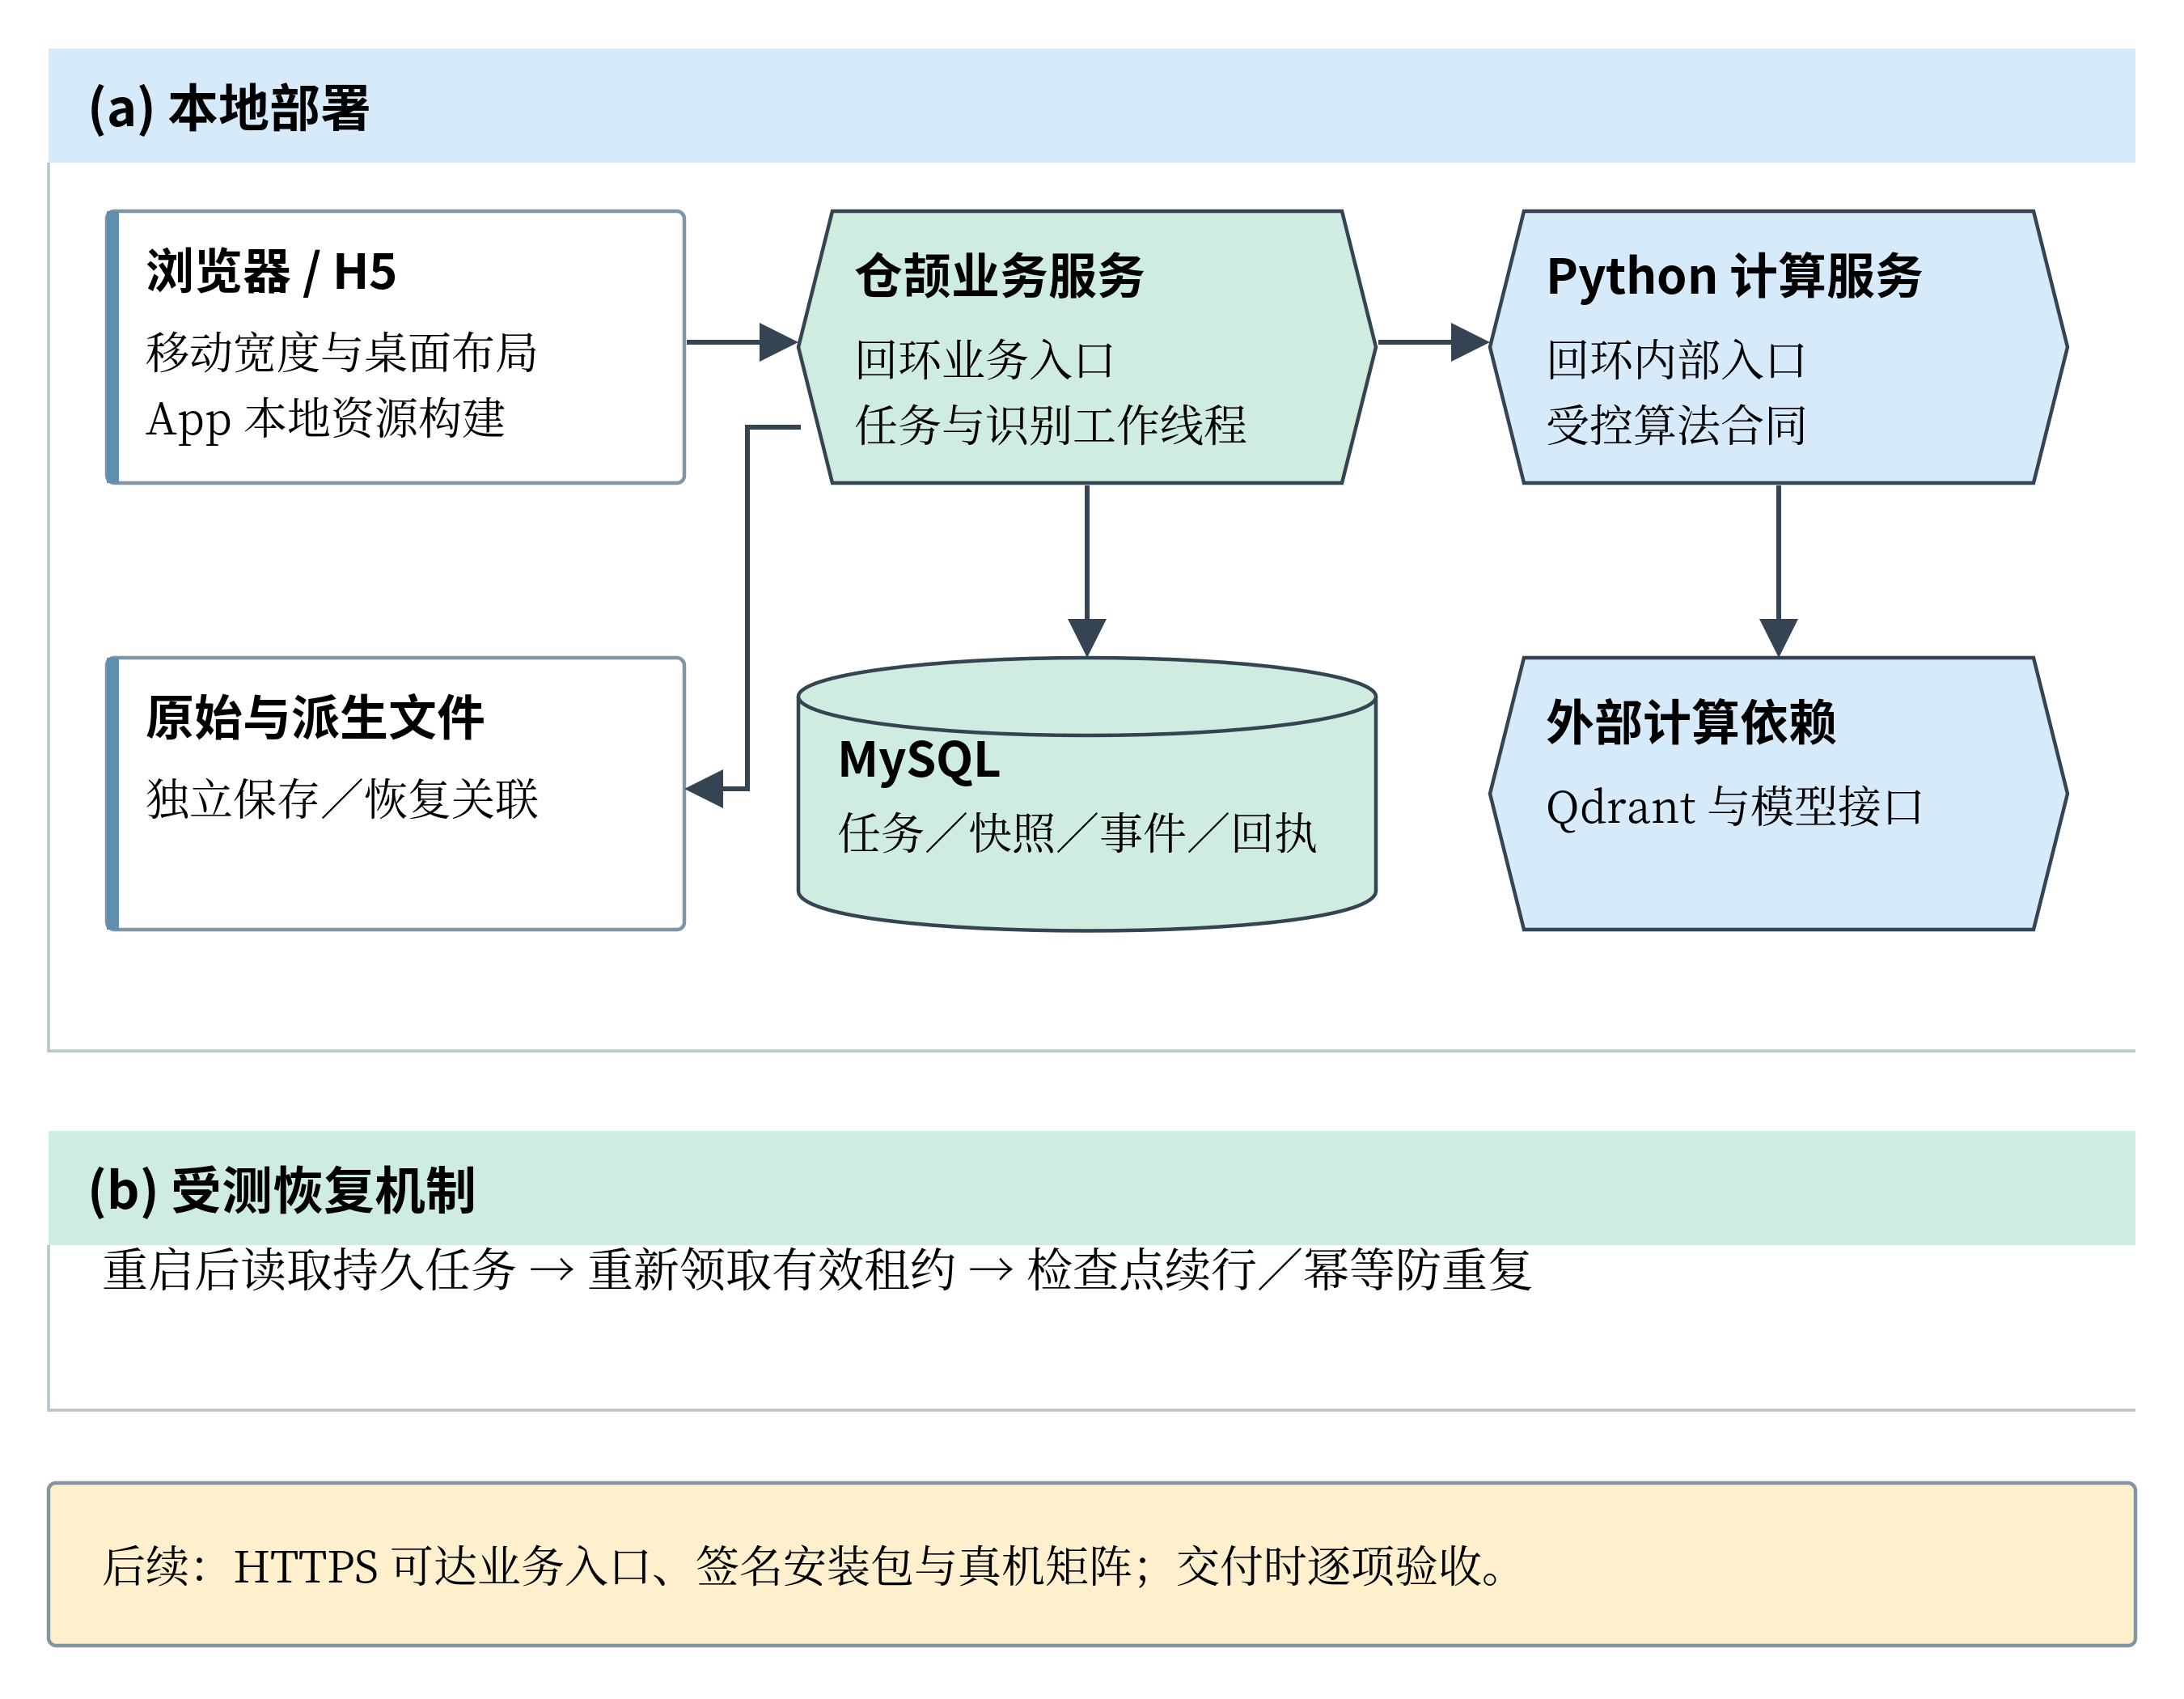 (a) 本地部署
浏览器 / H5
移动宽度与桌面布局
App 本地资源构建
仓颉业务服务
回环业务入口
任务与识别工作线程
Python 计算服务
回环内部入口
受控算法合同
原始与派生文件
独立保存／恢复关联
MySQL
任务／快照／事件／回执
外部计算依赖
Qdrant 与模型接口
(b) 受测恢复机制
重启后读取持久任务 → 重新领取有效租约 → 检查点续行／幂等防重复
后续：HTTPS 可达业务入口、签名安装包与真机矩阵；交付时逐项验收。